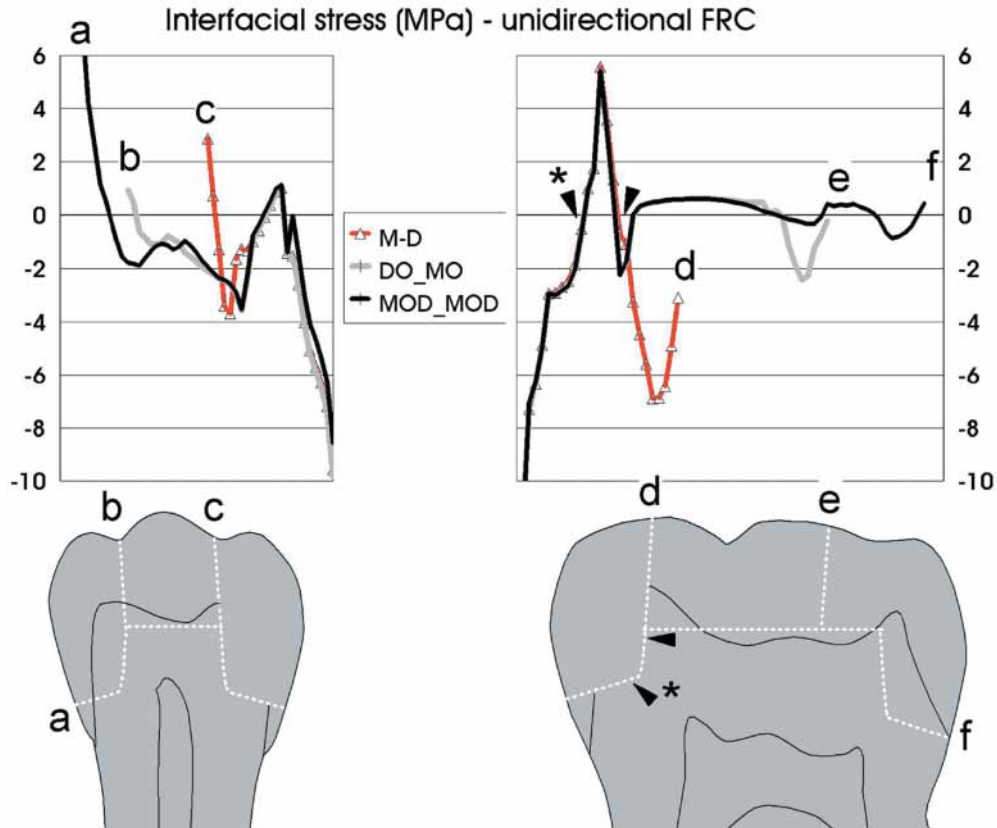 Interfacial stress (MPa) - unidirectional FRC
a
6
4
2
0
-2
-4
-6
-8
-10
b
c
M-D
DO_MO
MOD_MOD
*
d
e
f
6
4
2
0
-2
-4
-6
-8
-10
b
c
a
d
e
*
f